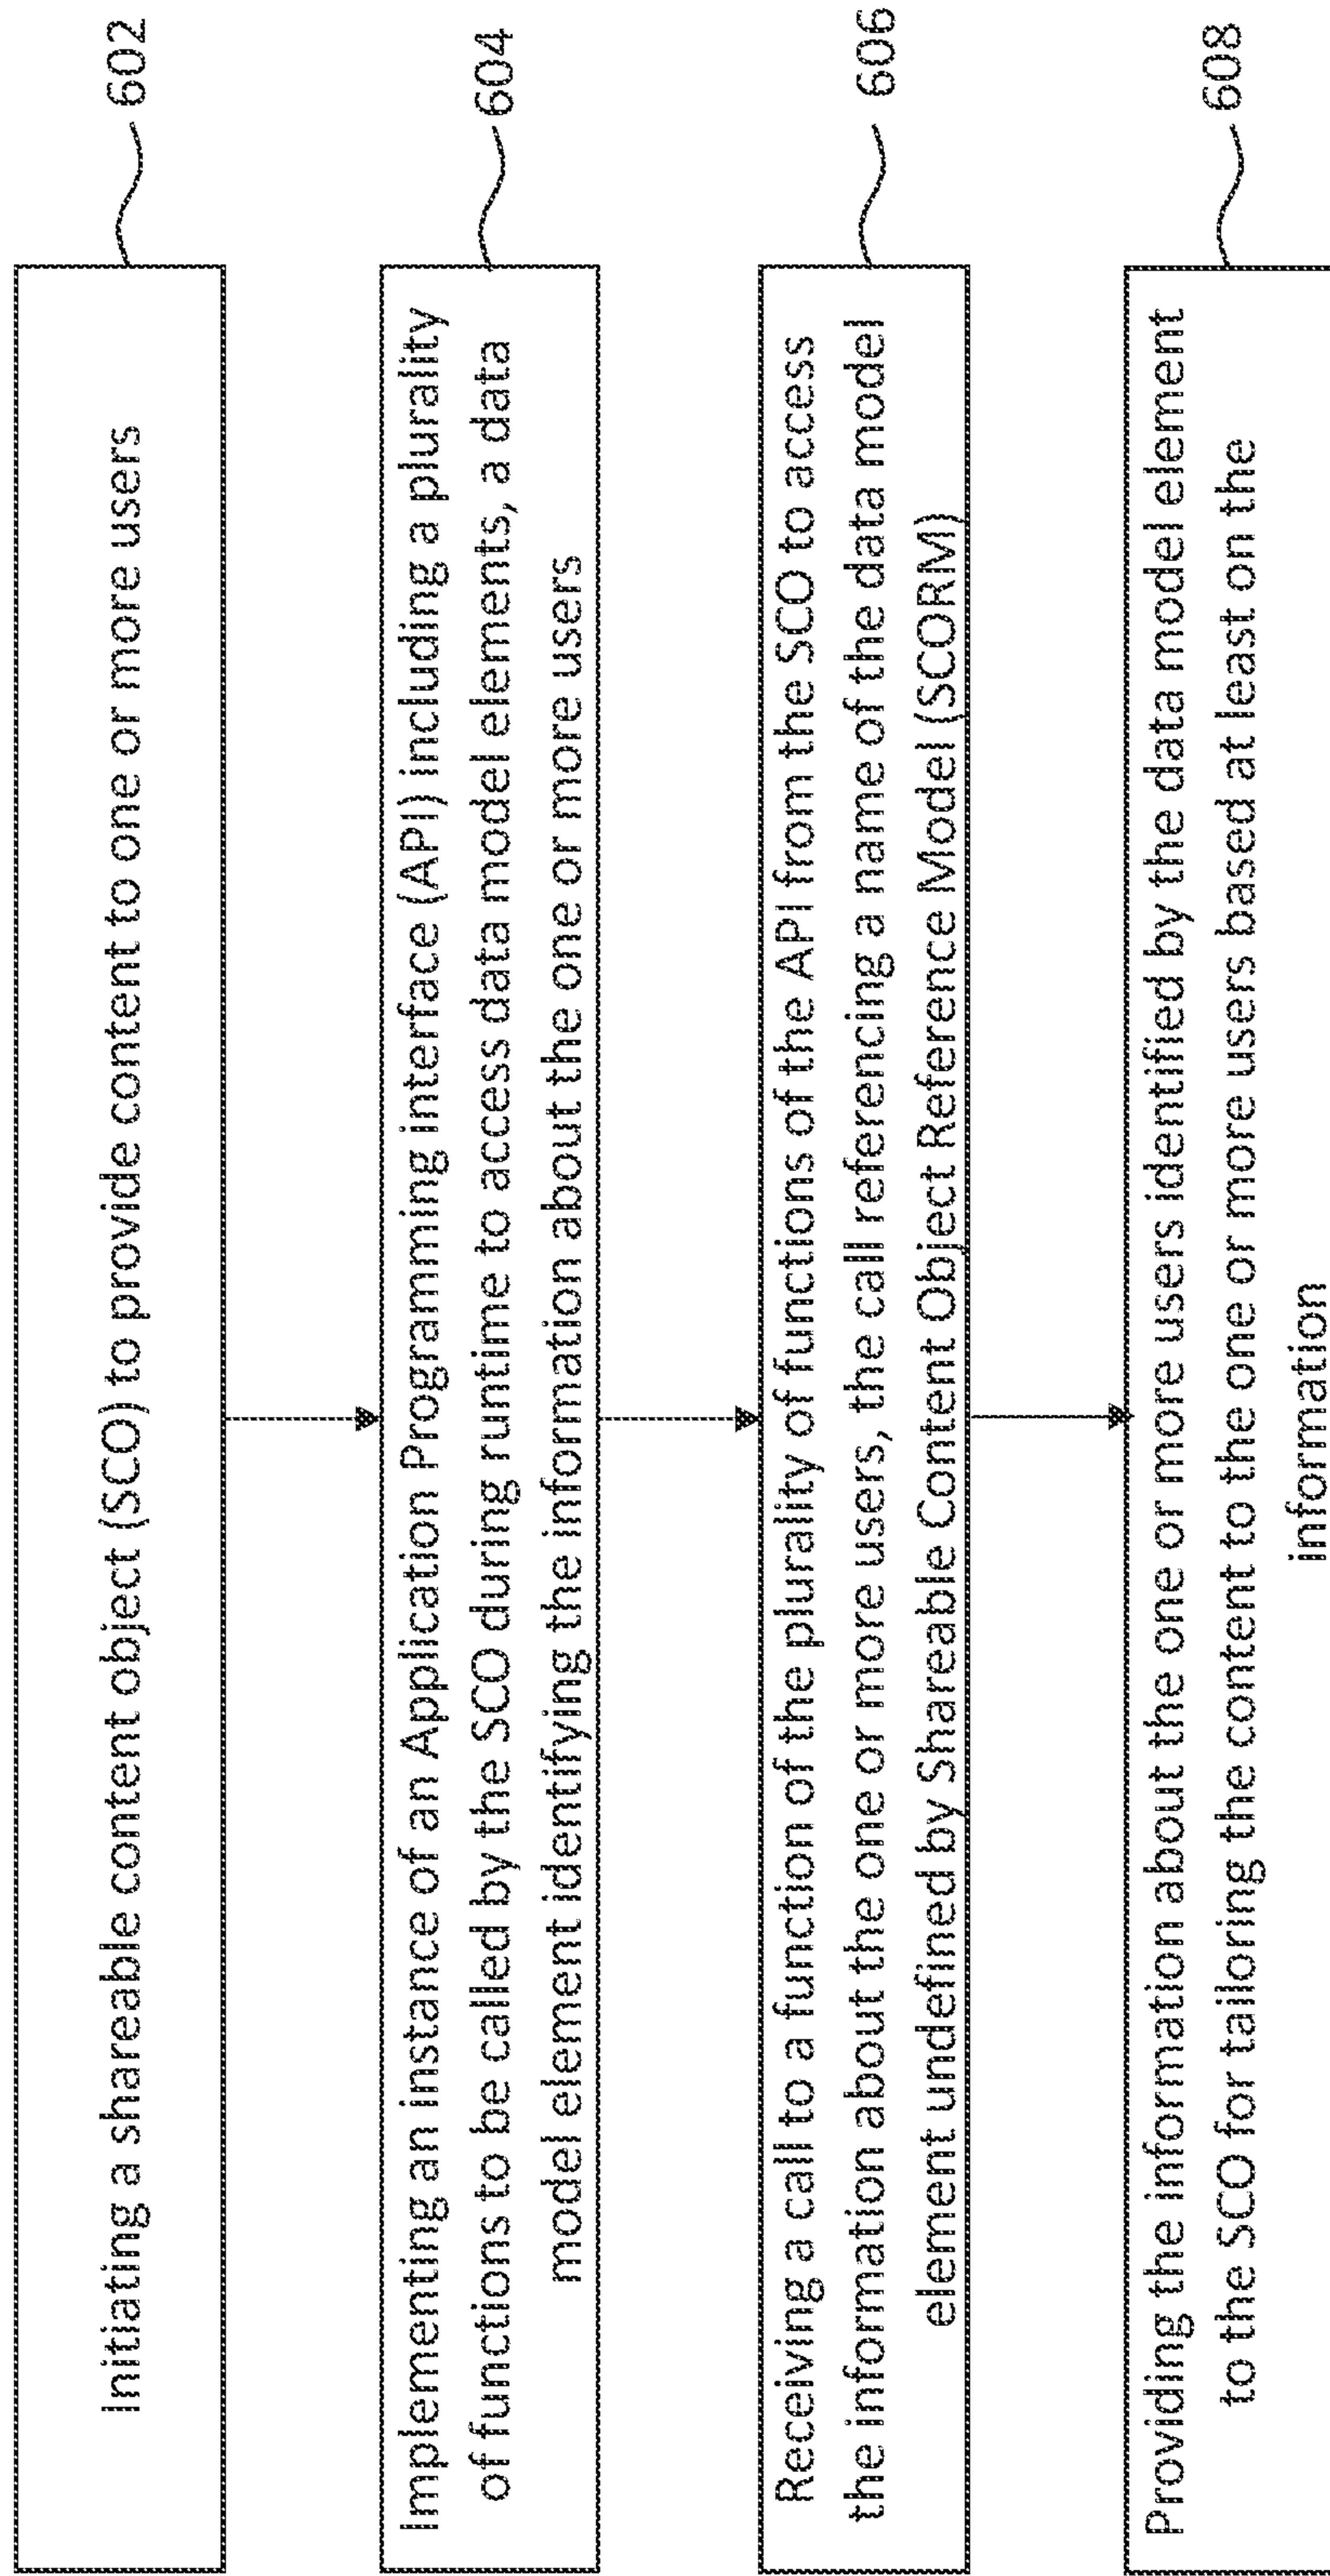 Initiating a shareable content object (SCO) to provide content to one or more users
602
Implementing an instance of an Application Programming interface (API) including a plurality
of functions to be called by the SCO during runtime to access data model elements, a data
model element identifying the information about the one or more users
604
Receiving a call to a function of the plurality of functions of the API from the SCO to access
the information about the one or more users, the call referencing a name of the data model
element undefined by Shareable Content Object Reference Model (SCORM)
606
Providing the information about the one or more users identified by the data model element
to the SCO for tailoring the content to the one or more users based at least on the
information
608